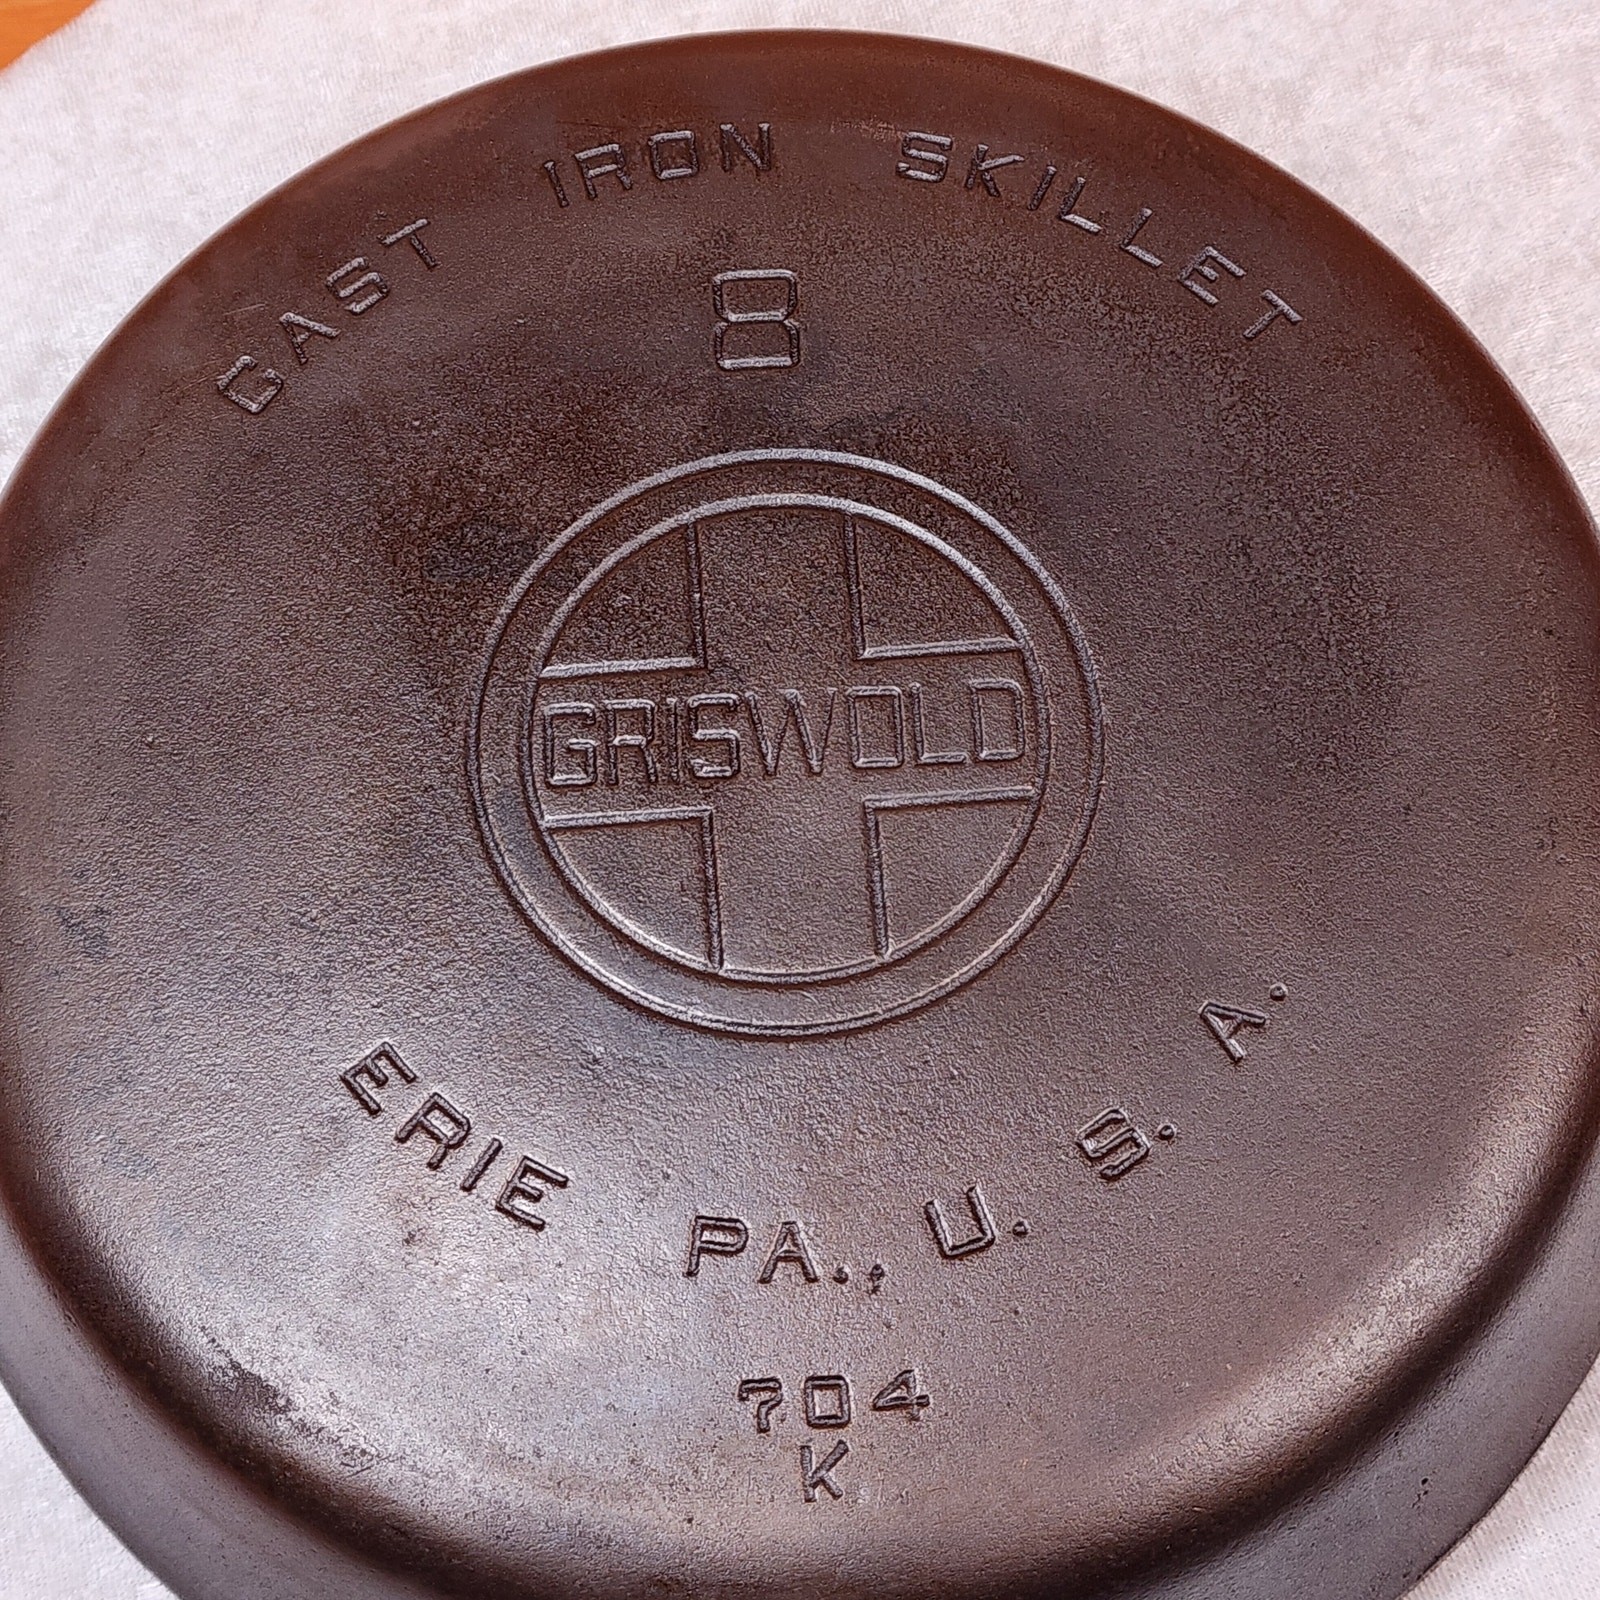 CAST IRON SKILLET
8
GRISWOLD
ERIE PA., U. S. A.
704
K